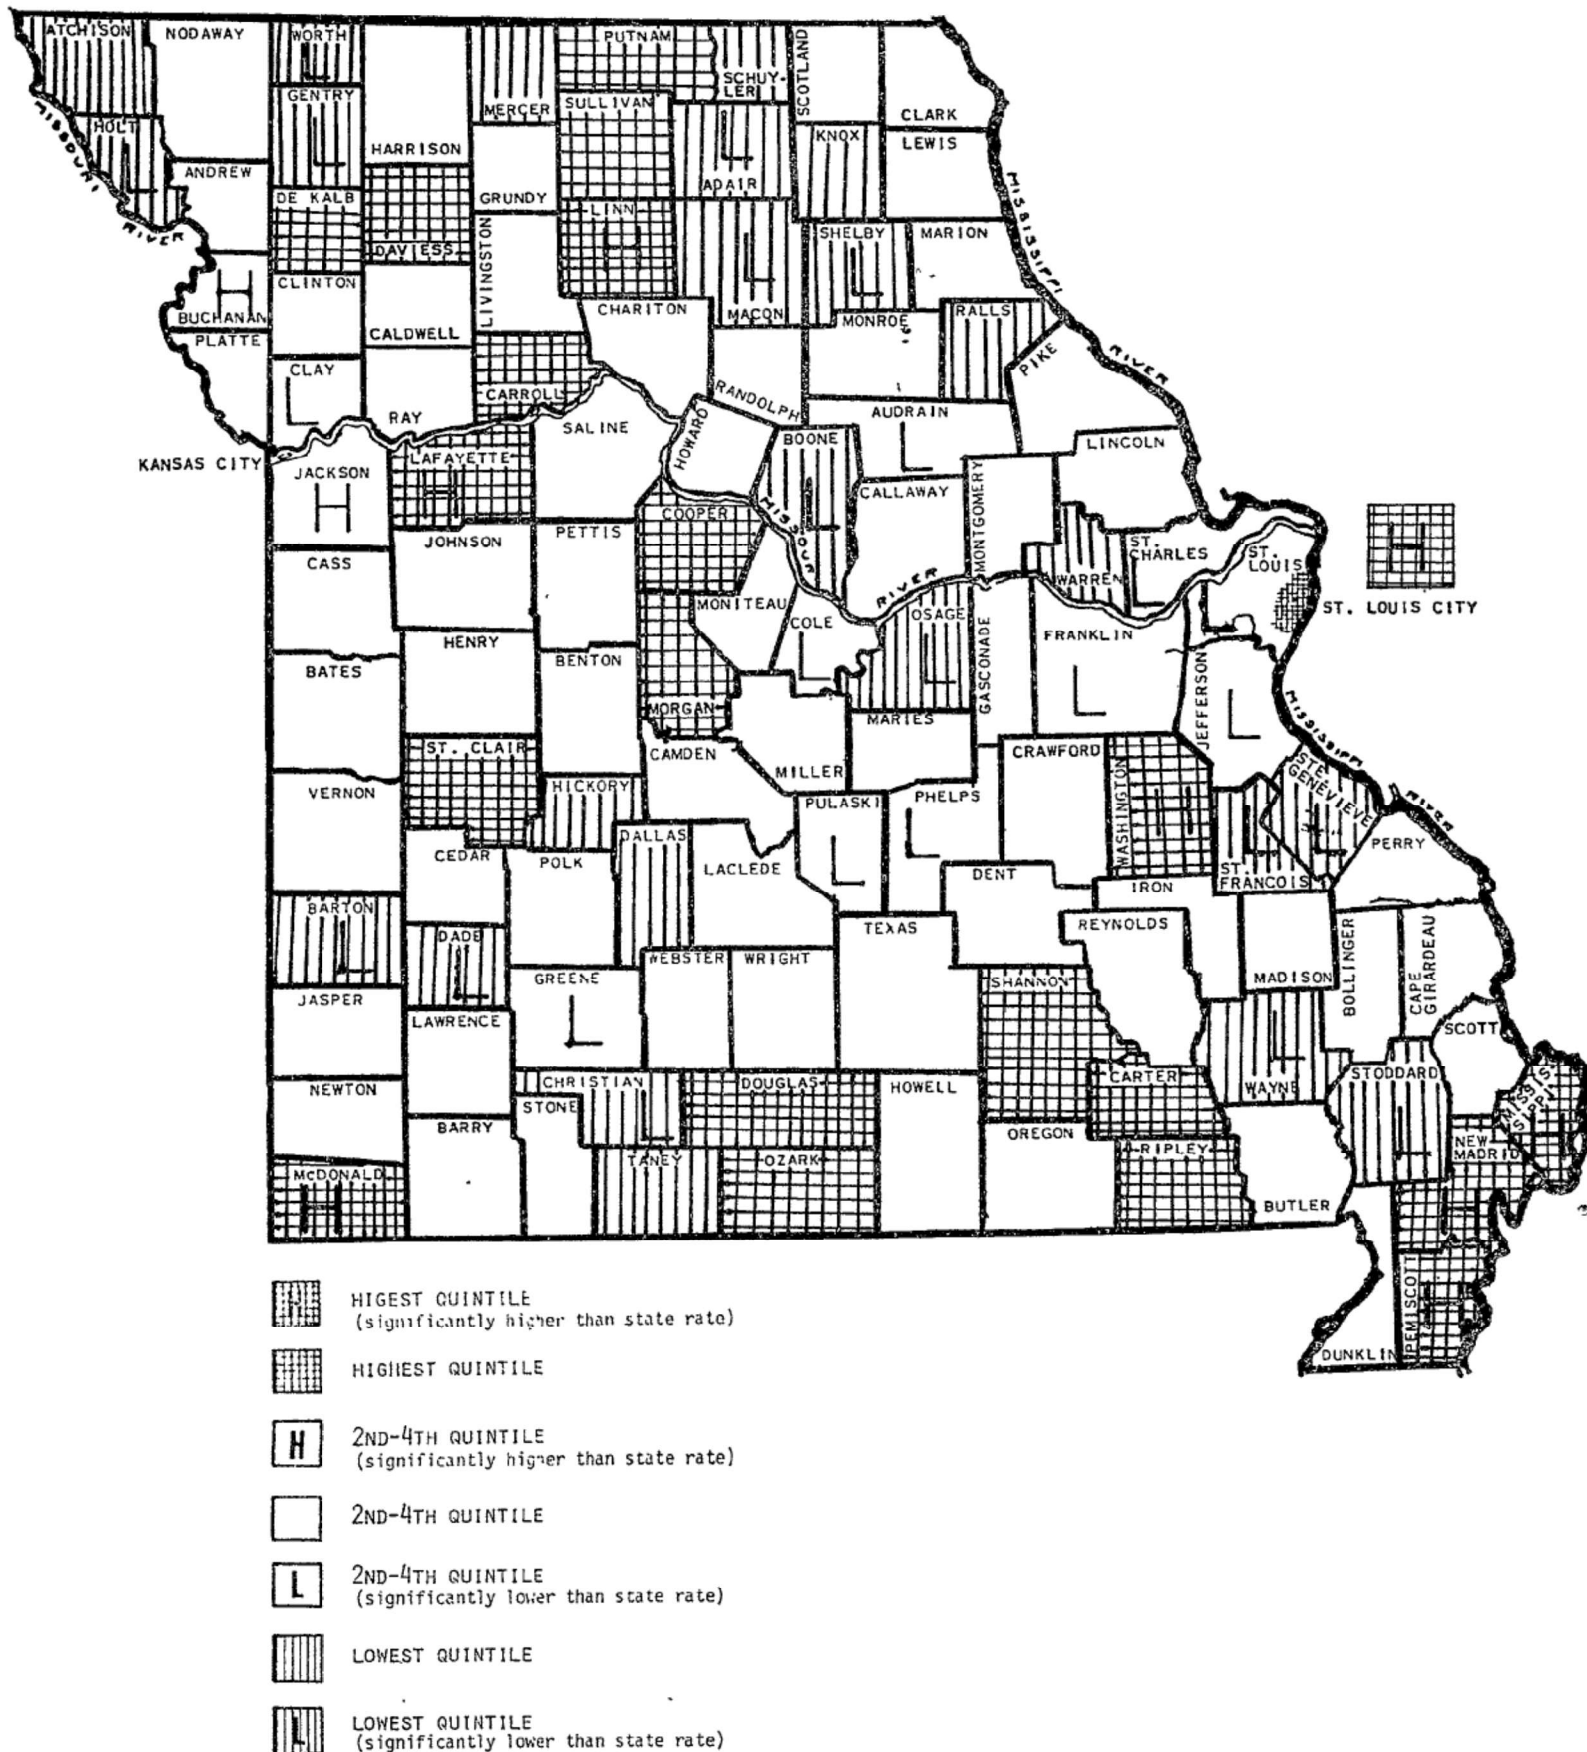 ATCHISON
NODAWAY
WORTH
L
PUTNAM
SCHUY-
LER
SCOTLAND
CLARK
GENTRY
L
HARRISON
MERCER
SULLIVAN
L
ADAIR
KNOX
LEWIS
HOLT
L
ANDREW
DE KALB
DAVIESS
GRUNDY
LINN
H
L
MACON
SHELBY
L
MARION
MISSOURI
RIVER
MISSISSIPPI
RIVER
H
BUCHANAN
CLINTON
LIVINGSTON
CHARITON
MONROE
RALLS
PIKE
PLATTE
CALDWELL
CLAY
L
RAY
CARROLL
RANDOLPH
AUDRAIN
L
LINCOLN
KANSAS CITY
JACKSON
H
LAFAYETTE
H
SALINE
HOWARD
BOONE
L
CALLAWAY
MONTGOMERY
WARREN
ST.
CHARLES
L
ST.
LOUIS
L
H
ST. LOUIS CITY
CASS
JOHNSON
PETTIS
COOPER
MISSOUR
RIVER
MONITEAU
COLE
L
OSAGE
L
GASCONADE
FRANKLIN
L
JEFFERSON
L
MISSISSIPPI
RIVER
BATES
HENRY
BENTON
MORGAN
CAMDEN
MILLER
MARIES
CRAWFORD
WASHINGTON
H
STE.
GENEVIEVE
L
VERNON
ST. CLAIR
HICKORY
PULASKI
L
PHELPS
L
L
ST.
FRANCOIS
PERRY
CEDAR
POLK
DALLAS
LACLEDE
DENT
IRON
BARTON
L
DADE
L
TEXAS
REYNOLDS
MADISON
BOLLINGER
CAPE
GIRARDEAU
JASPER
LAWRENCE
GREENE
L
WEBSTER
WRIGHT
SHANNON
SCOTT
NEWTON
STONE
CHRISTIAN
L
DOUGLAS
HOWELL
CARTER
L
WAYNE
STODDARD
L
MISSIS-
SIPPI
BARRY
OREGON
NEW
MADRID
McDONALD
H
TANEY
OZARK
RIPLEY
BUTLER
PEMISCOTT
H
DUNKLIN
H
HIGEST QUINTILE
(significantly higher than state rate)
HIGHEST QUINTILE
H
2ND-4TH QUINTILE
(significantly higher than state rate)
2ND-4TH QUINTILE
L
2ND-4TH QUINTILE
(significantly lower than state rate)
LOWEST QUINTILE
L
LOWEST QUINTILE
(significantly lower than state rate)